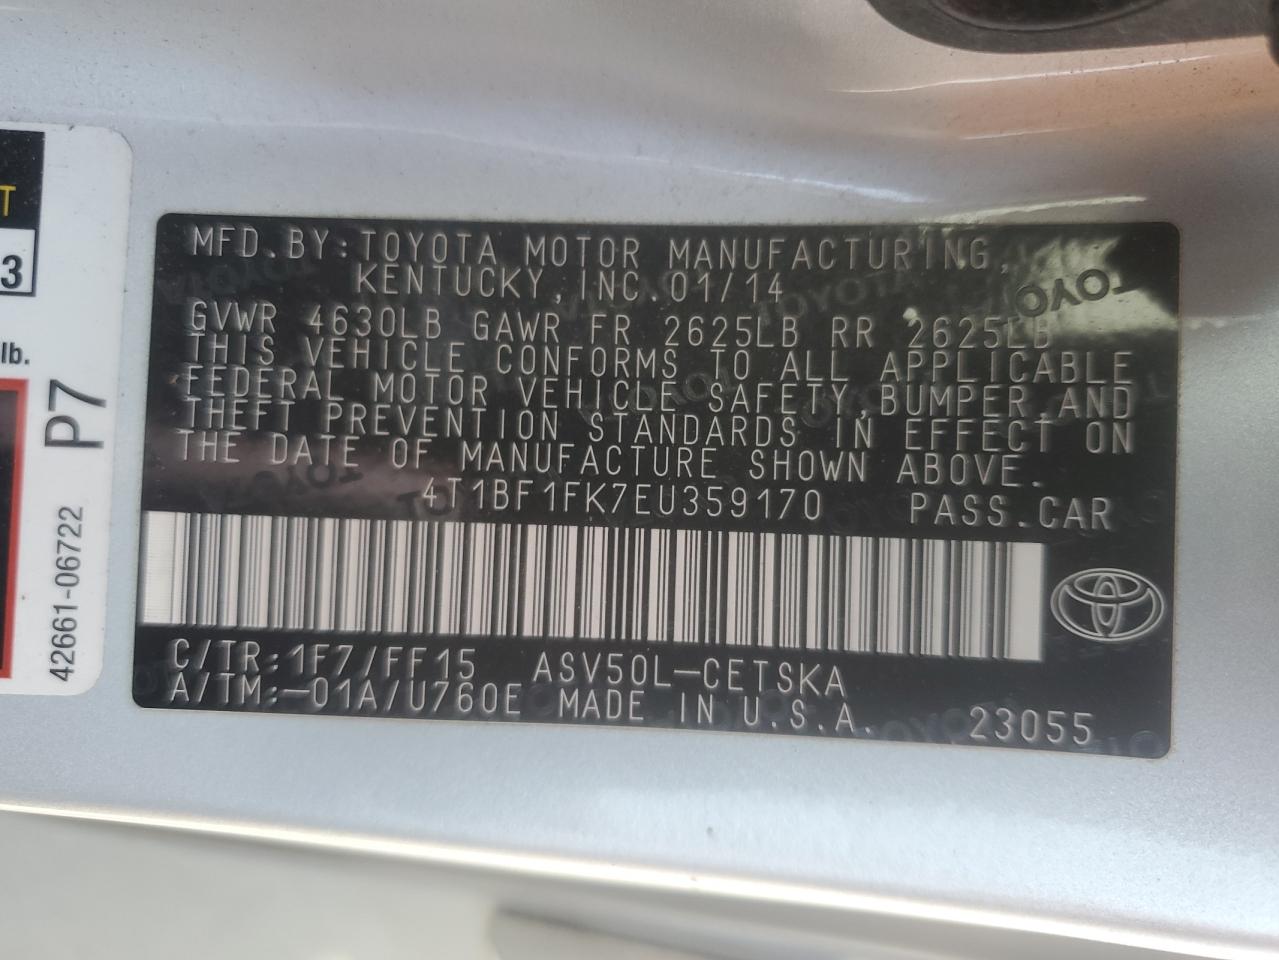 T
3
lb.
P7
42661-06722
MFD. BY: TOYOTA MOTOR MANUFACTURING,
KENTUCKY, INC. 01/14
GVWR 4630LB GAWR FR 2625LB RR 2625LB
THIS VEHICLE CONFORMS TO ALL APPLICABLE
FEDERAL MOTOR VEHICLE SAFETY, BUMPER, AND
THEFT PREVENTION STANDARDS IN EFFECT ON
THE DATE OF MANUFACTURE SHOWN ABOVE.
4T1BF1FK7EU359170 PASS. CAR
C/TR: 1F7/FF15 ASV50L-CETSKA
A/TM: -01A/U760E MADE IN U.S.A. 23055
TOYOTA